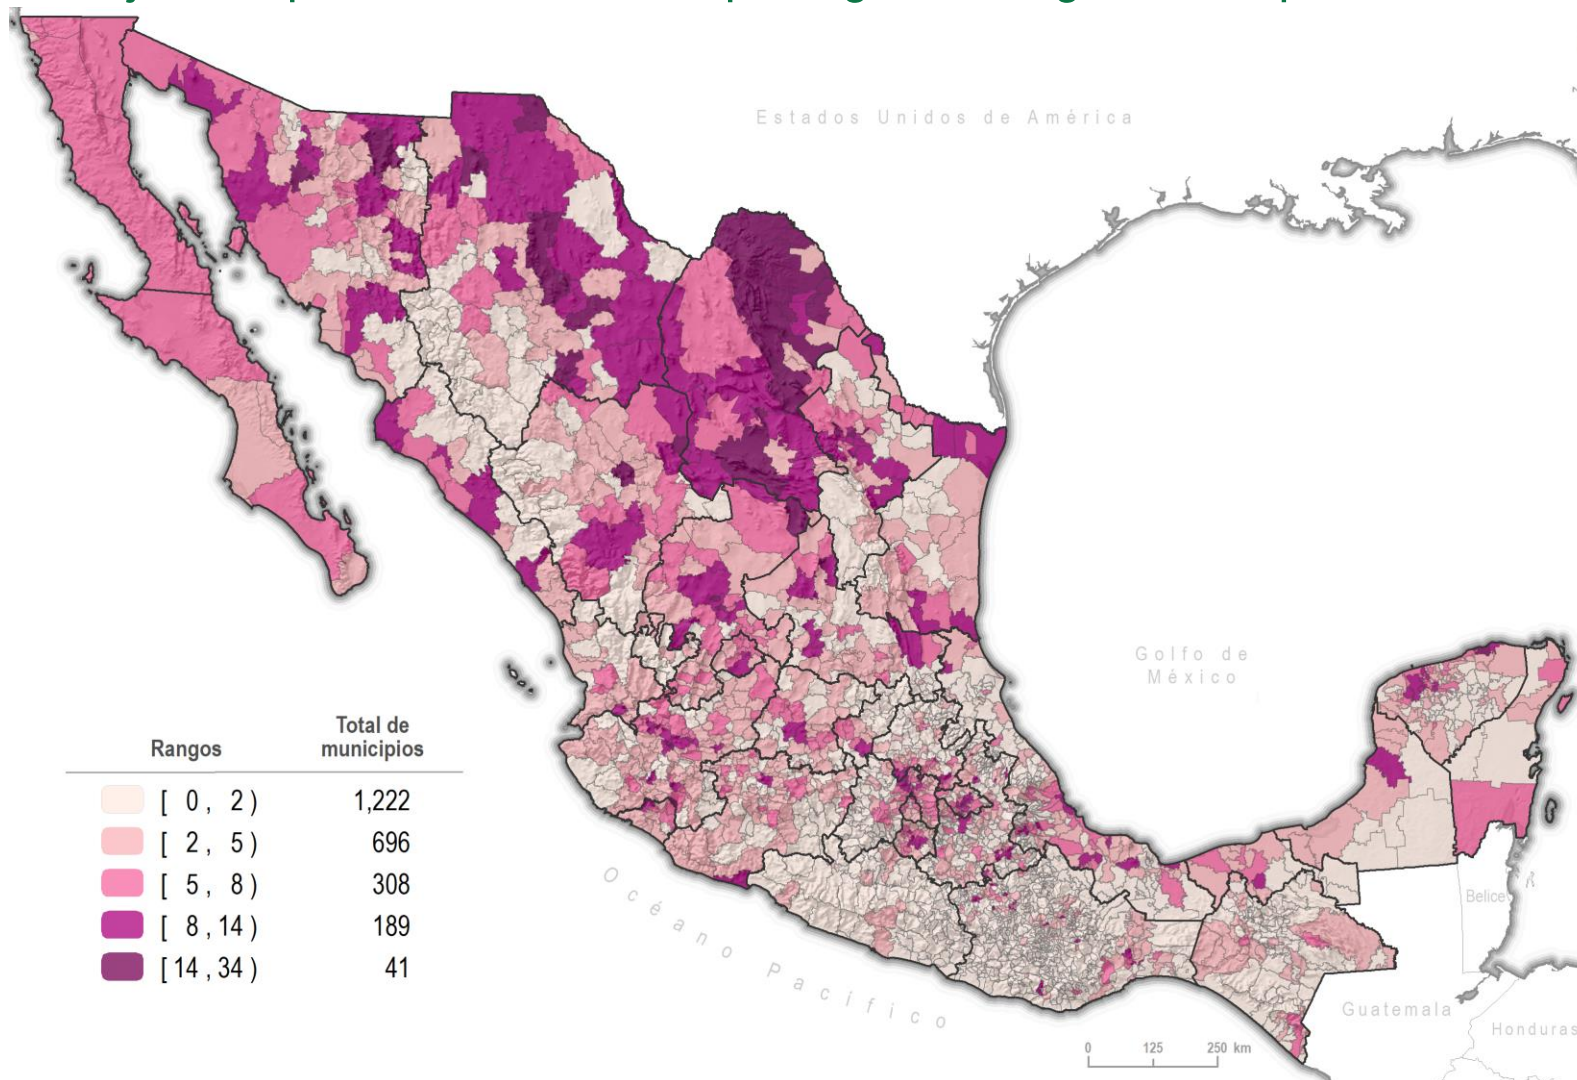 Estados Unidos de América
Golfo de
México
Rangos
Total de
municipios
[ 0 , 2 ) 1,222
[ 2 , 5 ) 696
[ 5 , 8 ) 308
[ 8 , 14 ) 189
[ 14 , 34 ) 41
Océano Pacífico
Belice
Guatemala
Honduras
0 125 250 km